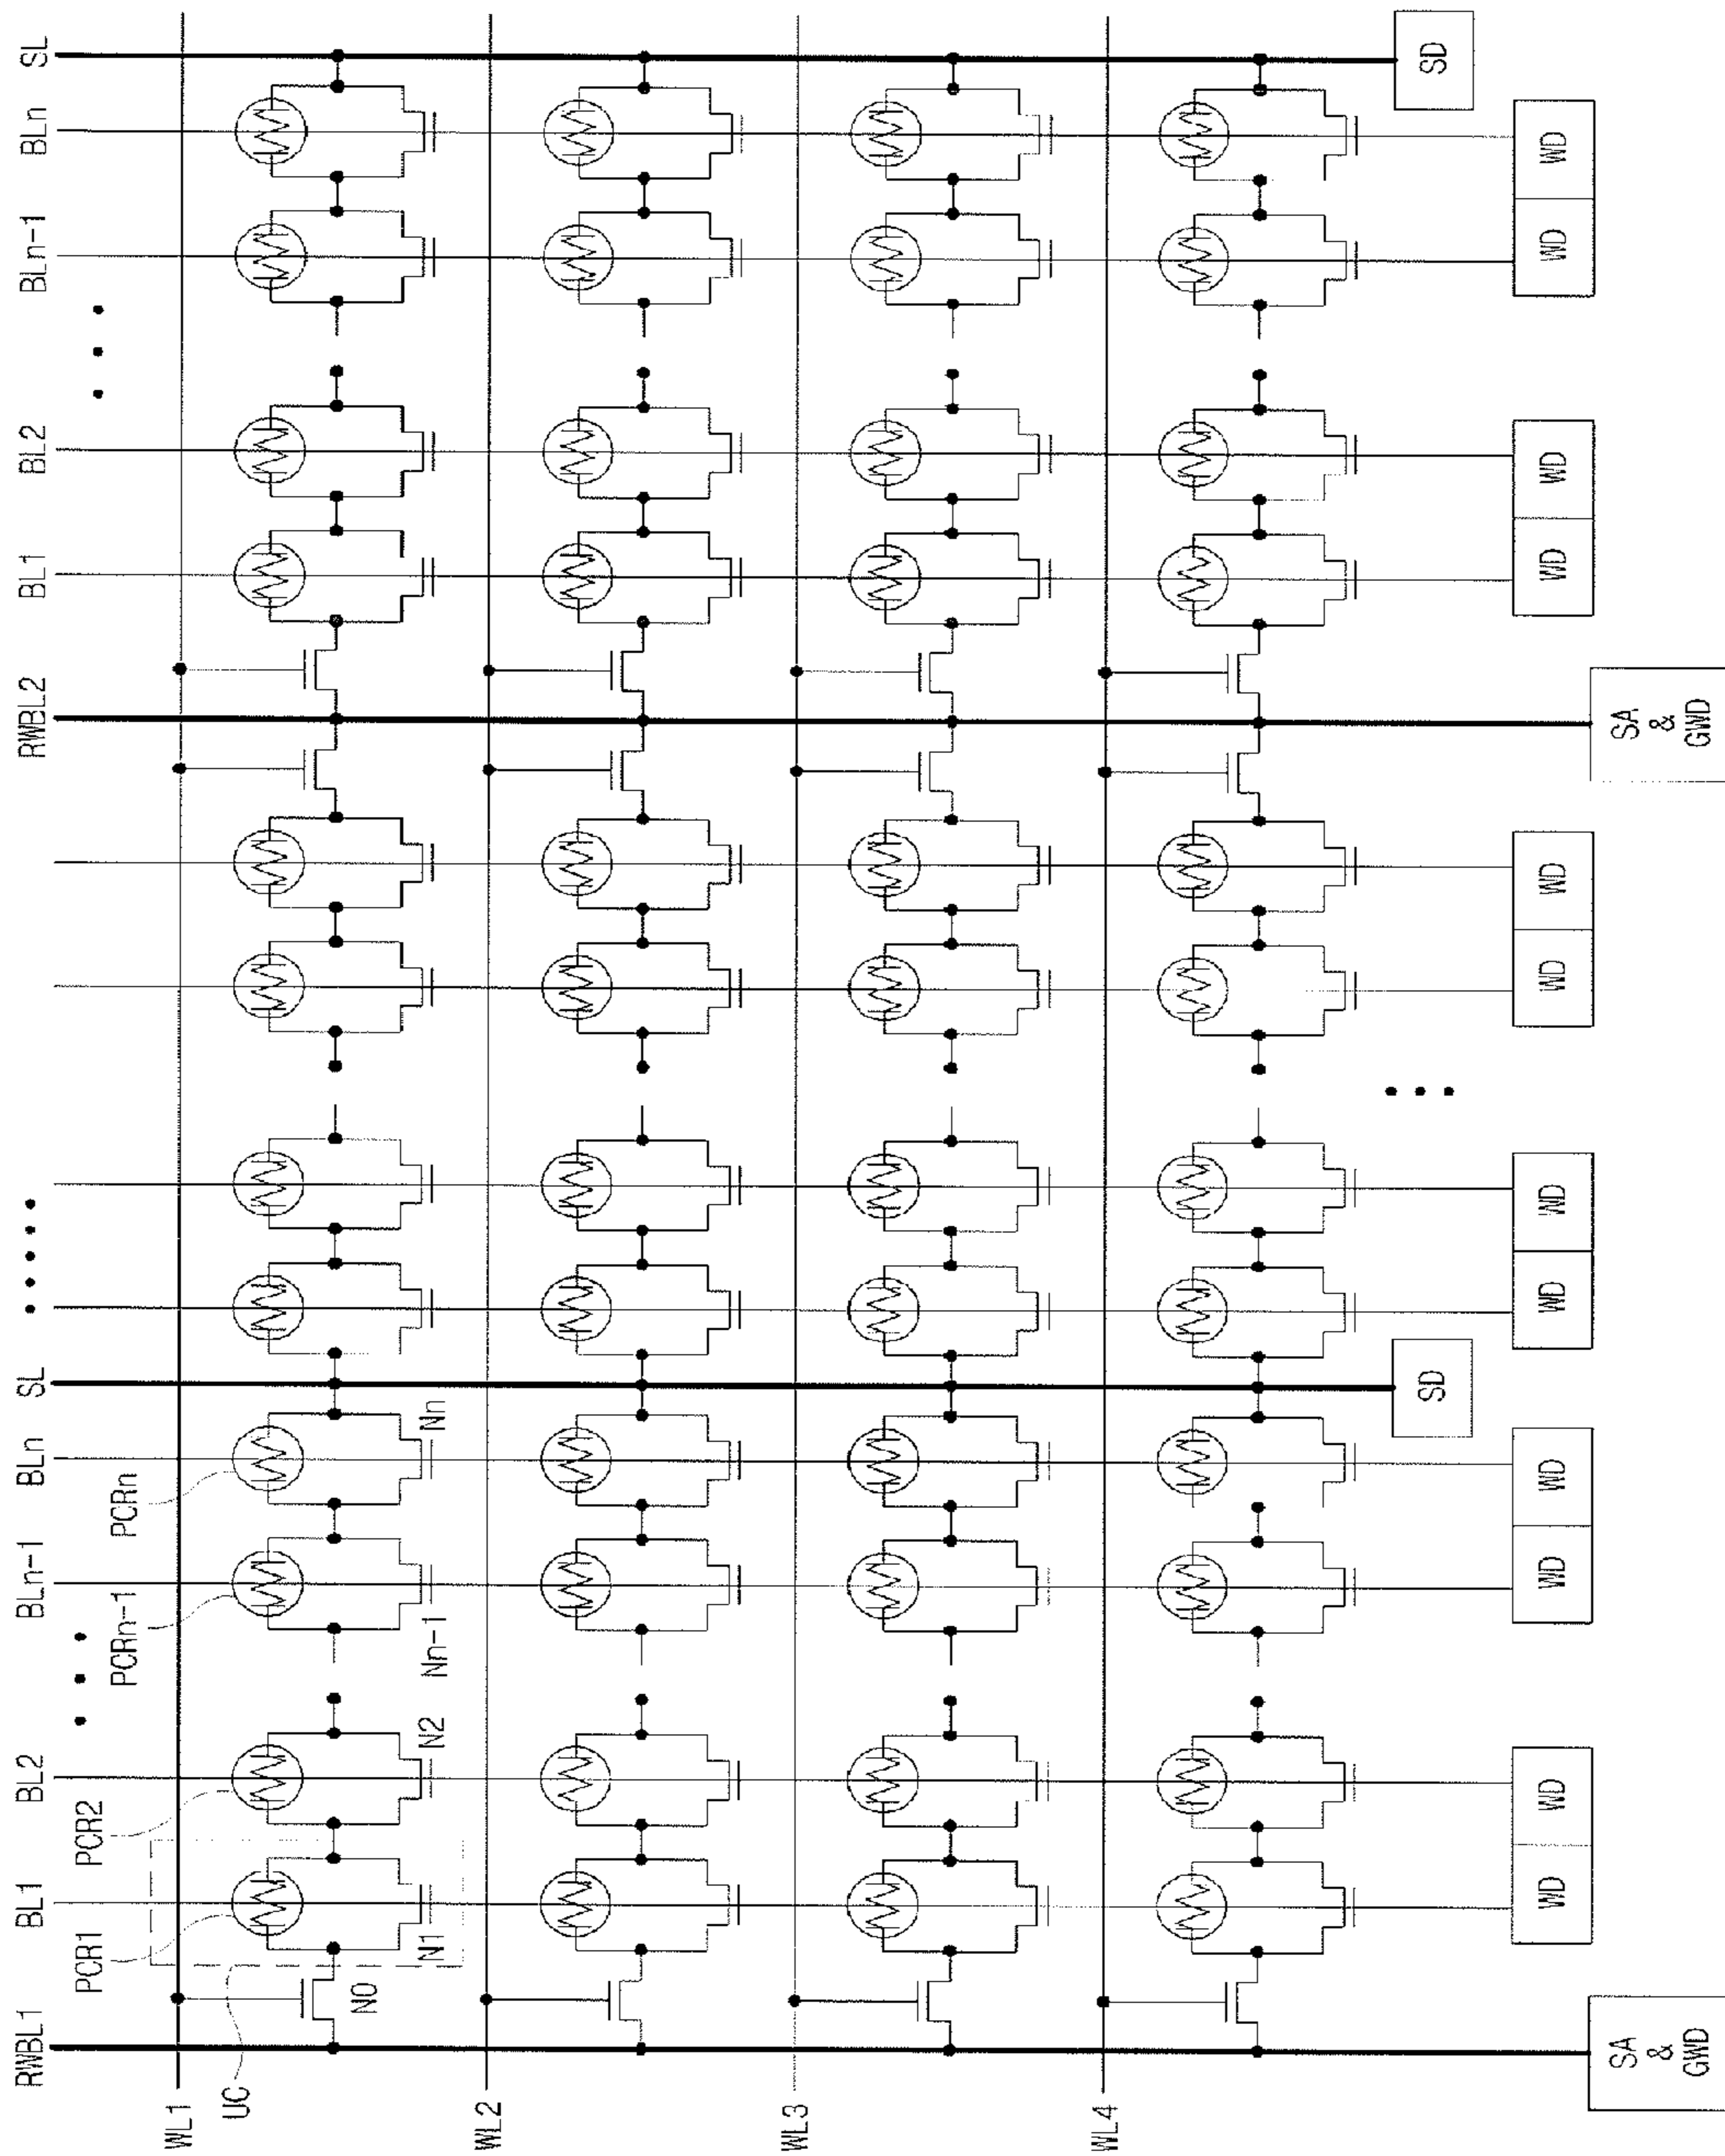 RWBL1 BL1 BL2 ... BLn-1 BLn SL ..... RWBL2 BL1 BL2 ... BLn-1 BLn SL
PCR1 PCR2 PCRn-1 PCRn
WL1
UC
N0
N1 N2 Nn-1 Nn
WL2
WL3
WL4
...
SD SD
WD WD WD WD WD WD WD WD WD WD WD WD
SA
&
GWD
SA
&
GWD